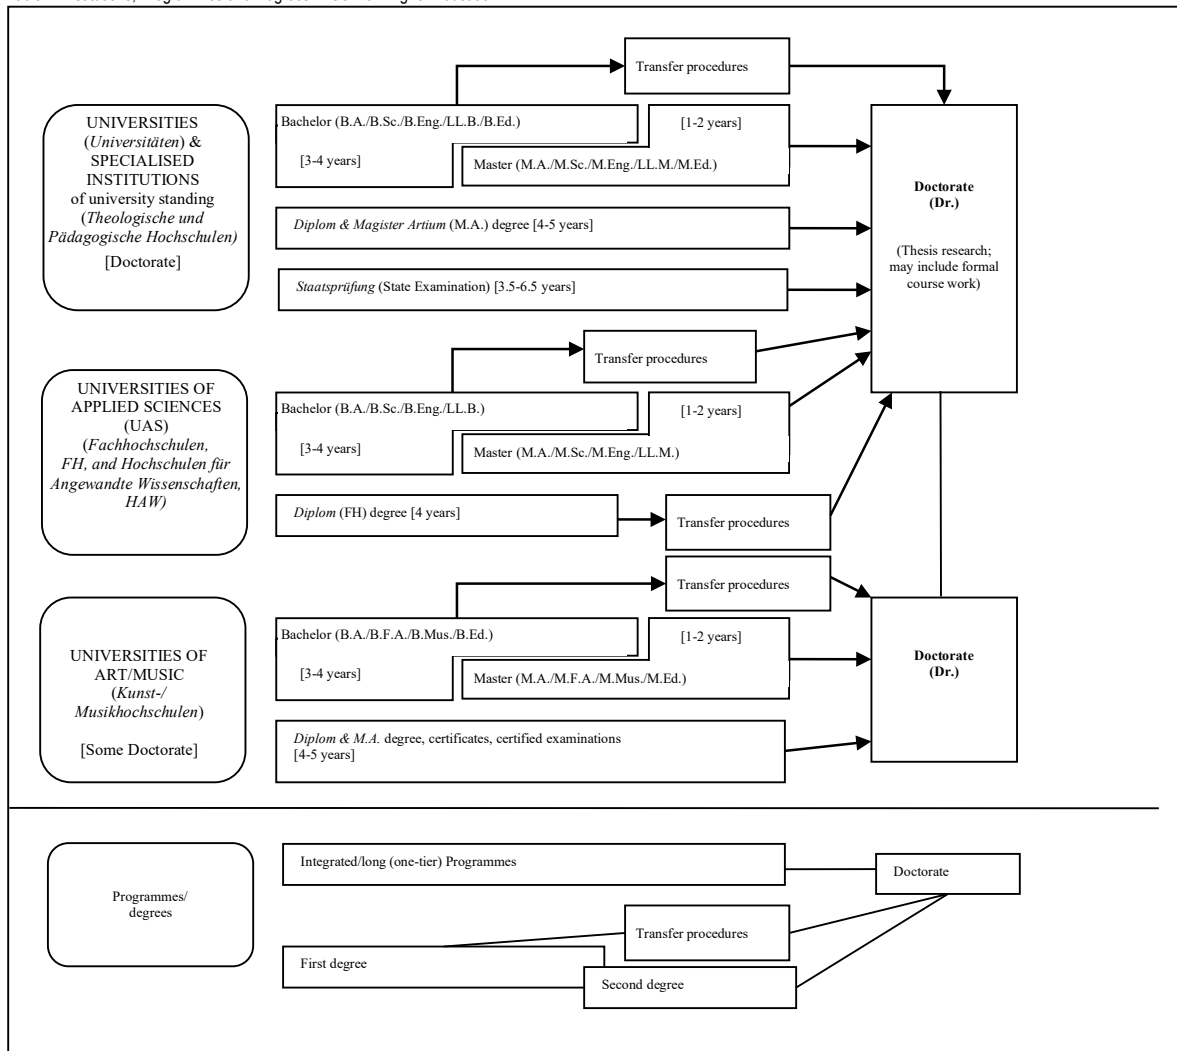 Transfer procedures
UNIVERSITIES
(Universitäten) &
SPECIALISED
INSTITUTIONS
of university standing
(Theologische und
Pädagogische Hochschulen)
[Doctorate]
Bachelor (B.A./B.Sc./B.Eng./LL.B./B.Ed.)
[3-4 years]
[1-2 years]
Master (M.A./M.Sc./M.Eng./LL.M./M.Ed.)
Diplom & Magister Artium (M.A.) degree [4-5 years]
Staatsprüfung (State Examination) [3.5-6.5 years]
Doctorate
(Dr.)
(Thesis research;
may include formal
course work)
Transfer procedures
UNIVERSITIES OF
APPLIED SCIENCES
(UAS)
(Fachhochschulen,
FH, and Hochschulen für
Angewandte Wissenschaften,
HAW)
Bachelor (B.A./B.Sc./B.Eng./LL.B.)
[3-4 years]
[1-2 years]
Master (M.A./M.Sc./M.Eng./LL.M.)
Diplom (FH) degree [4 years]
Transfer procedures
Transfer procedures
UNIVERSITIES OF
ART/MUSIC
(Kunst-/
Musikhochschulen)
[Some Doctorate]
Bachelor (B.A./B.F.A./B.Mus./B.Ed.)
[3-4 years]
[1-2 years]
Master (M.A./M.F.A./M.Mus./M.Ed.)
Diplom & M.A. degree, certificates, certified examinations
[4-5 years]
Doctorate
(Dr.)
Programmes/
degrees
Integrated/long (one-tier) Programmes
Doctorate
Transfer procedures
First degree
Second degree